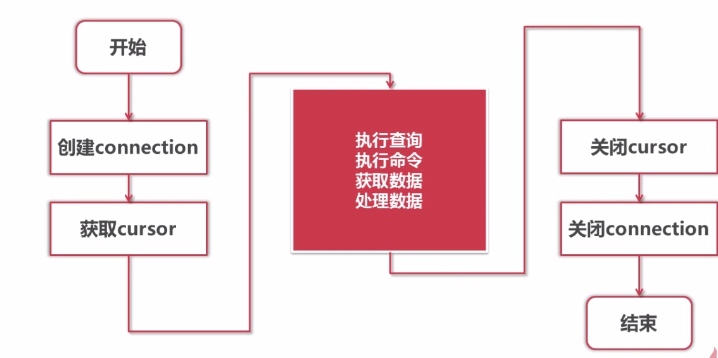 开始
创建connection
获取cursor
执行查询
执行命令
获取数据
处理数据
关闭cursor
关闭connection
结束